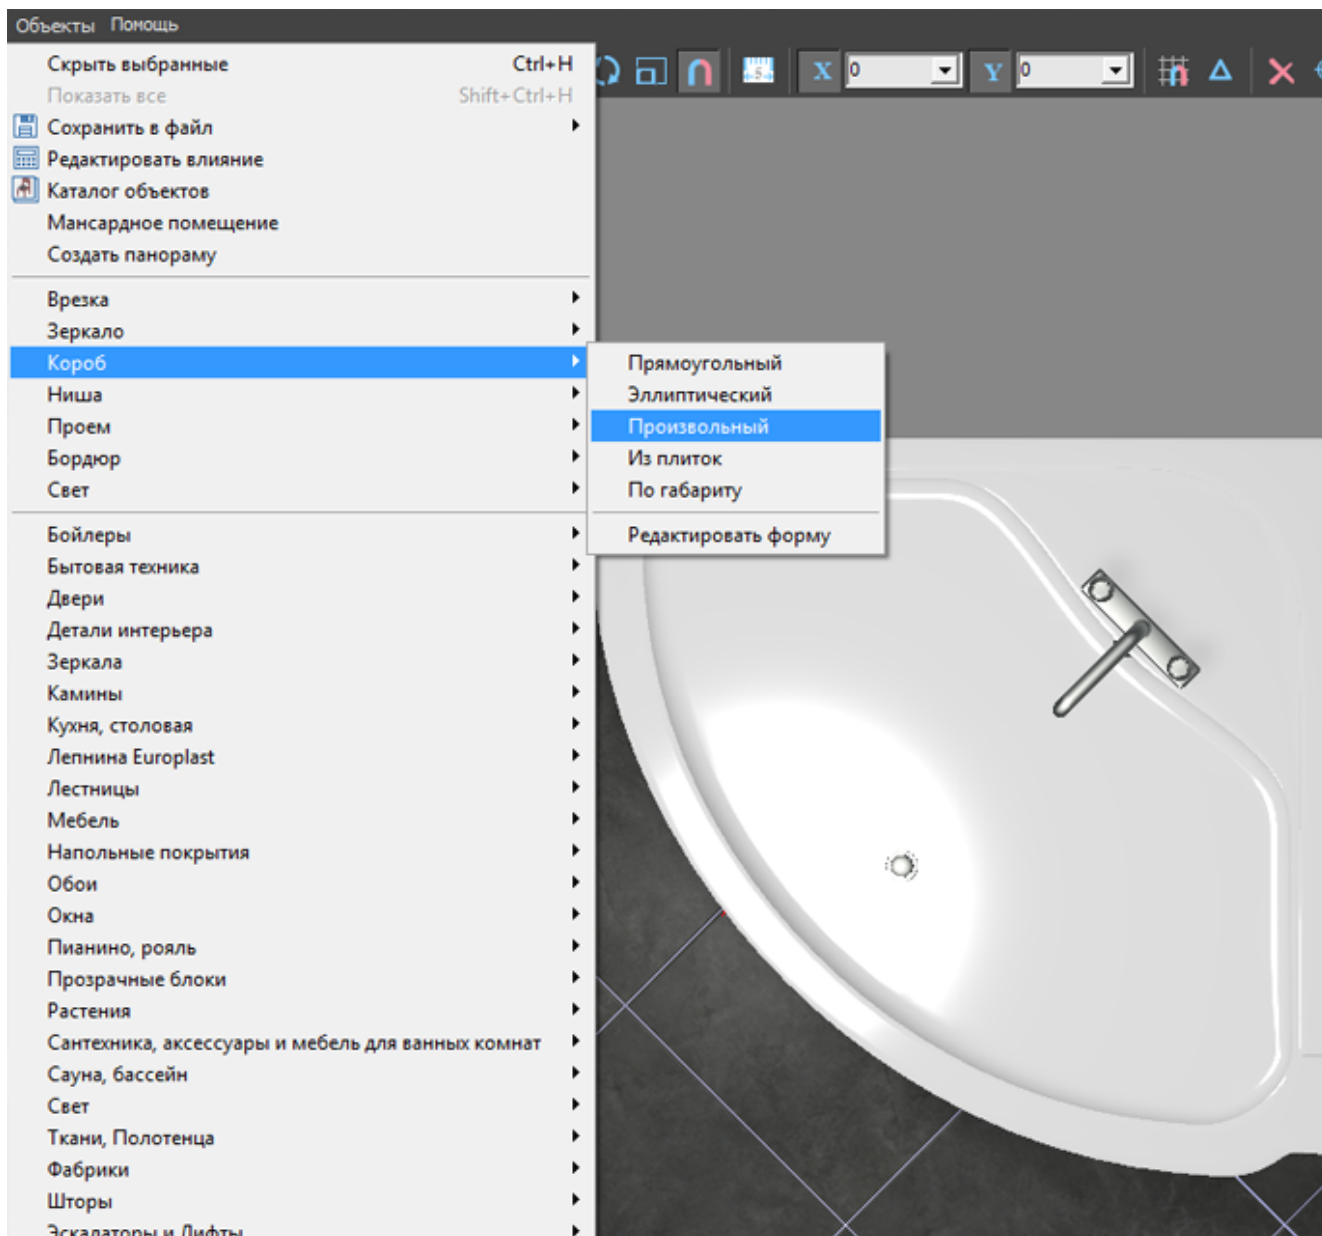 Объекты Помощь
Скрыть выбранные Ctrl+H
Показать все Shift+Ctrl+H
Сохранить в файл
Редактировать влияние
Каталог объектов
Мансардное помещение
Создать панораму
Врезка
Зеркало
Короб
Ниша
Проем
Бордюр
Свет
Бойлеры
Бытовая техника
Двери
Детали интерьера
Зеркала
Камины
Кухня, столовая
Лепнина Europlast
Лестницы
Мебель
Напольные покрытия
Обои
Окна
Пианино, рояль
Прозрачные блоки
Растения
Сантехника, аксессуары и мебель для ванных комнат
Сауна, бассейн
Свет
Ткани, Полотенца
Фабрики
Шторы
Эскалаторы и Лифты
Прямоугольный
Эллиптический
Произвольный
Из плиток
По габариту
Редактировать форму
5 X 0 Y 0